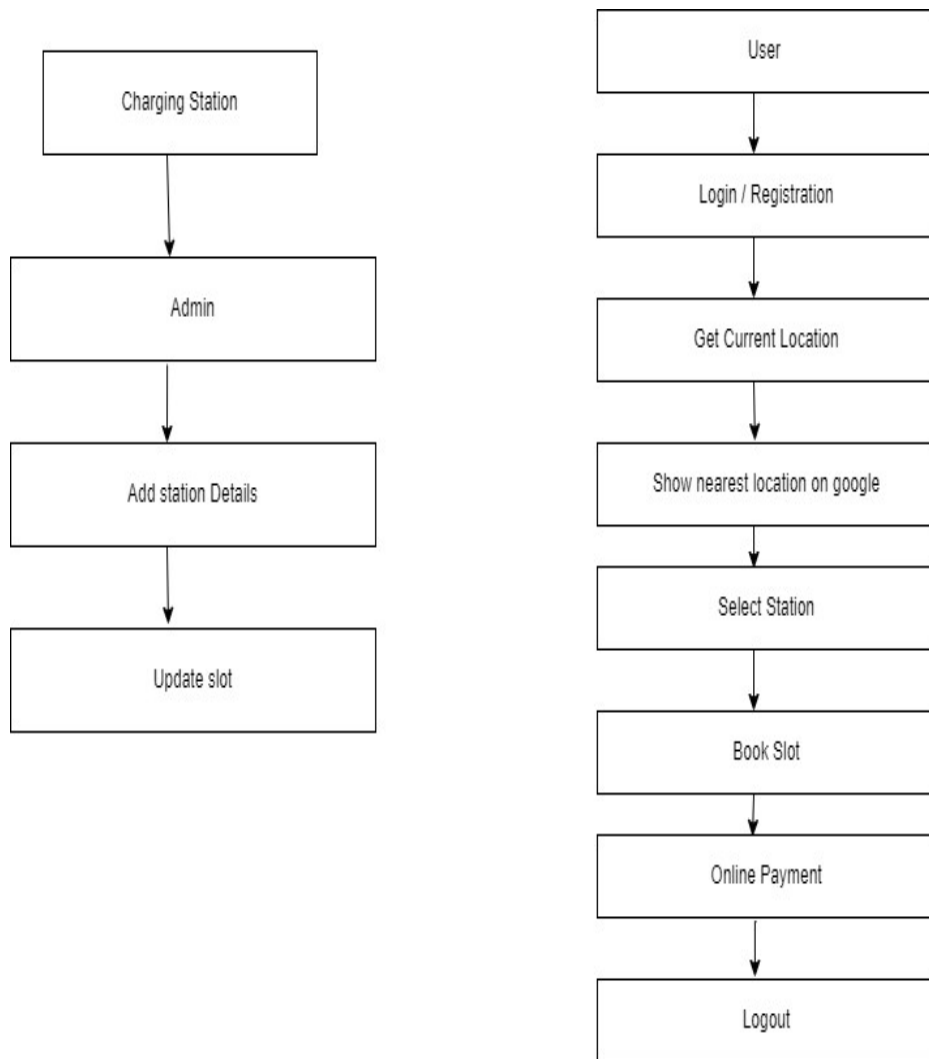 Charging Station
Admin
Add station Details
Update slot
User
Login / Registration
Get Current Location
Show nearest location on google
Select Station
Book Slot
Online Payment
Logout